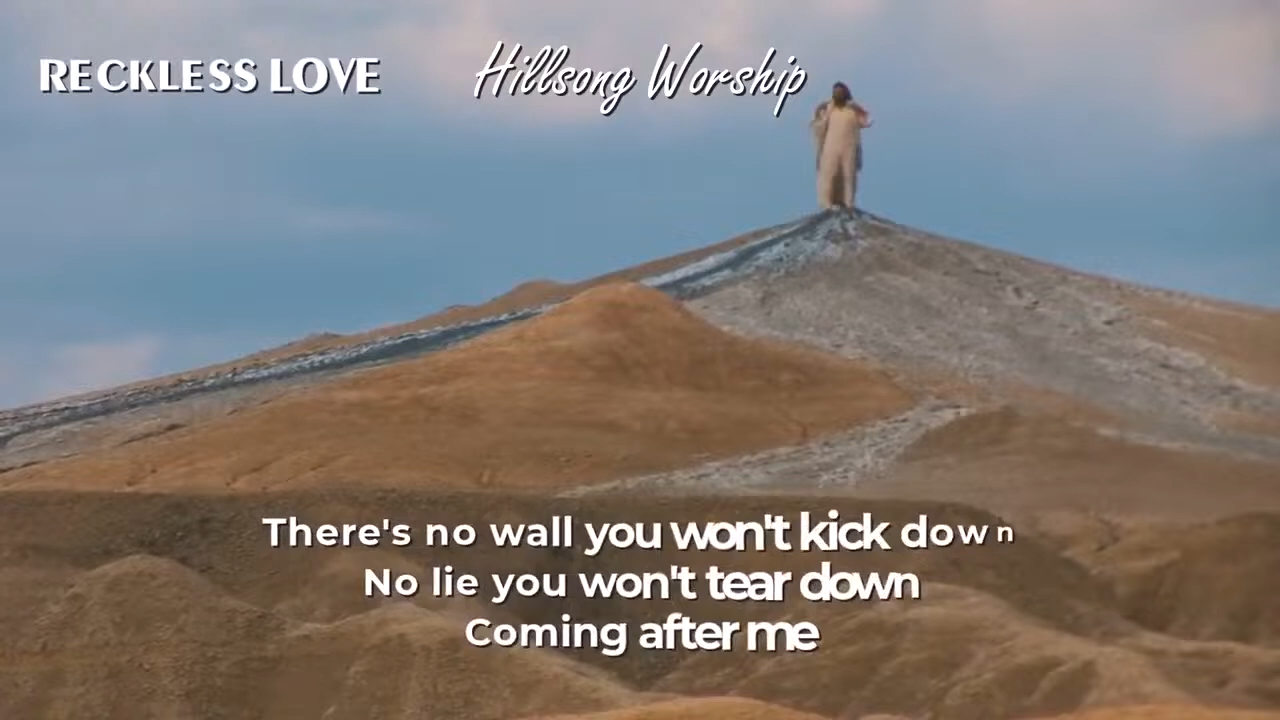 RECKLESS LOVE
Hillsong Worship
There's no wall you won't kick down
No lie you won't tear down
Coming after me